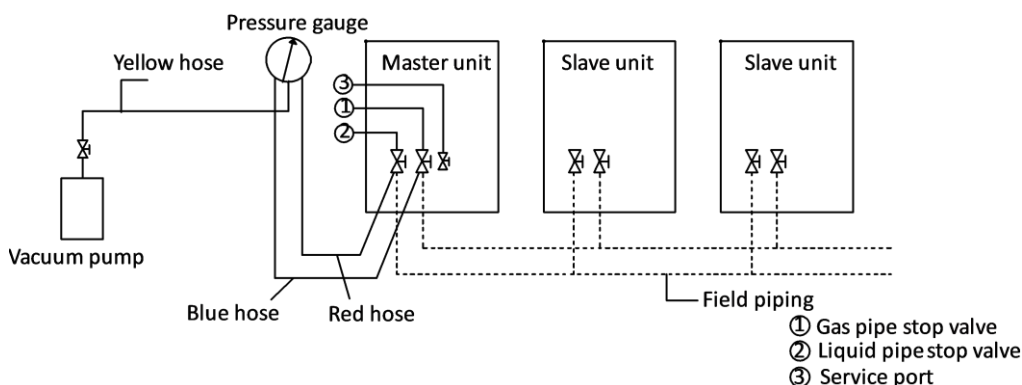 Pressure gauge
Yellow hose
Master unit
Slave unit
Slave unit
③
①
②
Vacuum pump
Blue hose
Red hose
Field piping
① Gas pipe stop valve
② Liquid pipe stop valve
③ Service port